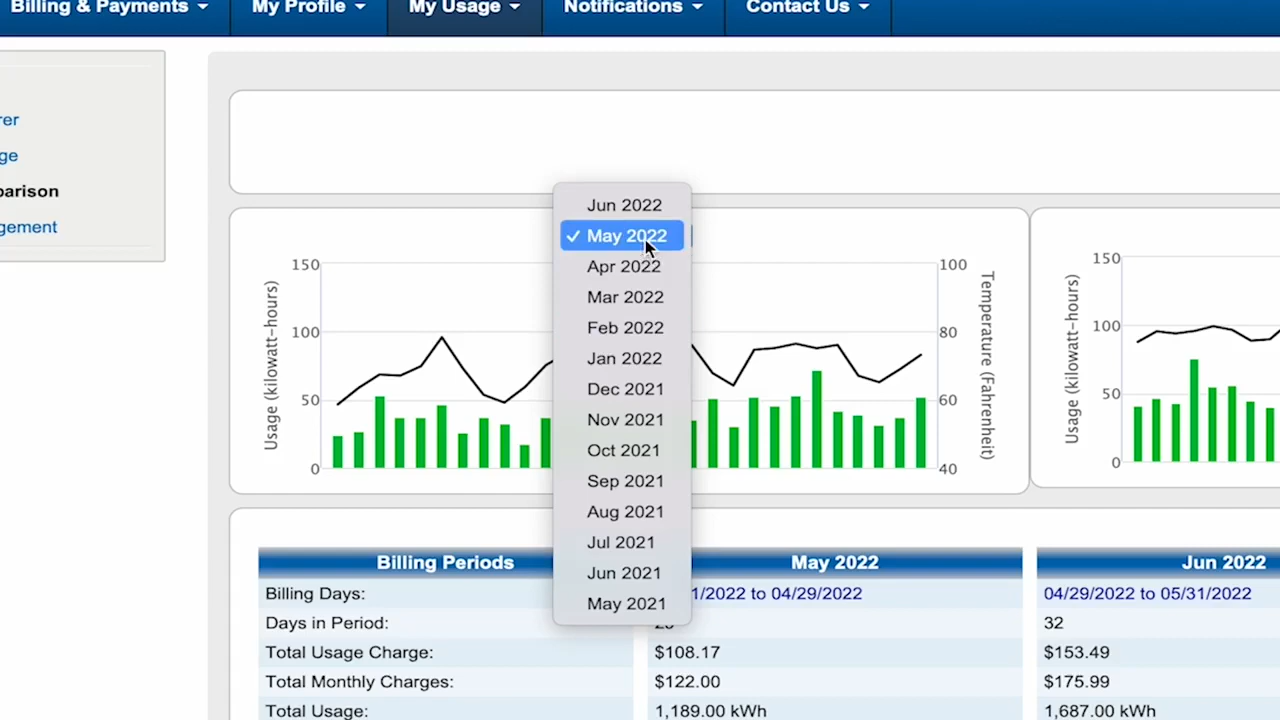 Billing & Payments My Profile My Usage Notifications Contact Us
rer
ge
parison
gement
Jun 2022
May 2022
Apr 2022
Mar 2022
Feb 2022
Jan 2022
Dec 2021
Nov 2021
Oct 2021
Sep 2021
Aug 2021
Jul 2021
Jun 2021
May 2021
Usage (kilowatt-hours)
150
100
50
0
100
80
60
40
Temperature (Fahrenheit)
Usage (kilowatt-hours)
150
100
50
0
Billing Periods May 2022 Jun 2022
Billing Days: 1/2022 to 04/29/2022 04/29/2022 to 05/31/2022
Days in Period: 32
Total Usage Charge: $108.17 $153.49
Total Monthly Charges: $122.00 $175.99
Total Usage: 1,189.00 kWh 1,687.00 kWh